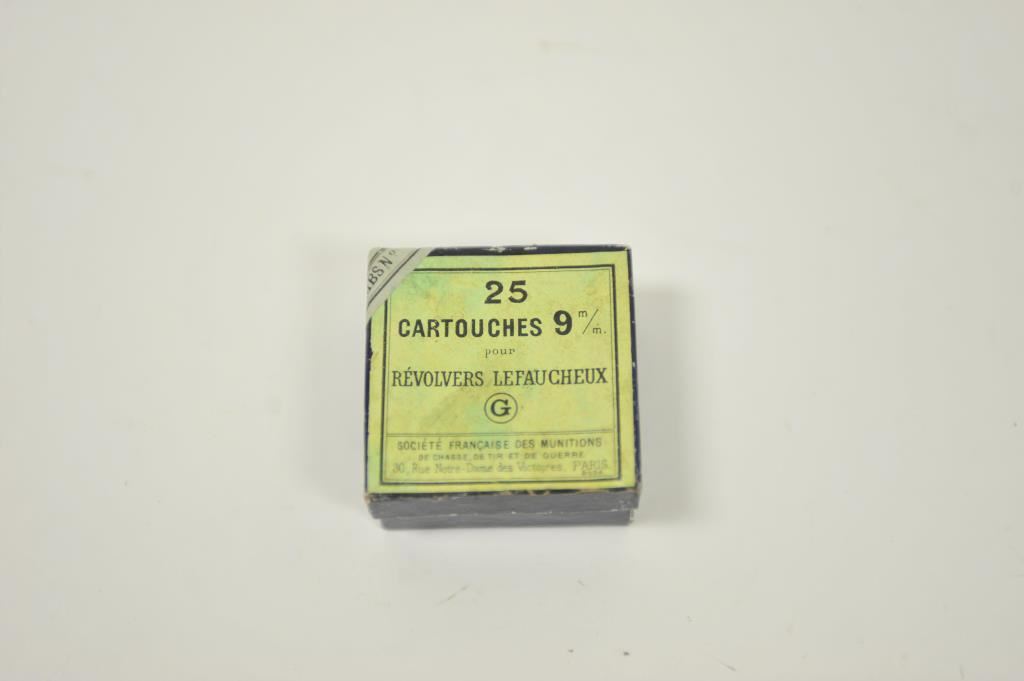 25
CARTOUCHES 9 m/m.
pour
RÉVOLVERS LEFAUCHEUX
G
SOCIÉTÉ FRANÇAISE DES MUNITIONS
DE CHASSE, DE TIR ET DE GUERRE
30, Rue Notre-Dame des Victoires, PARIS